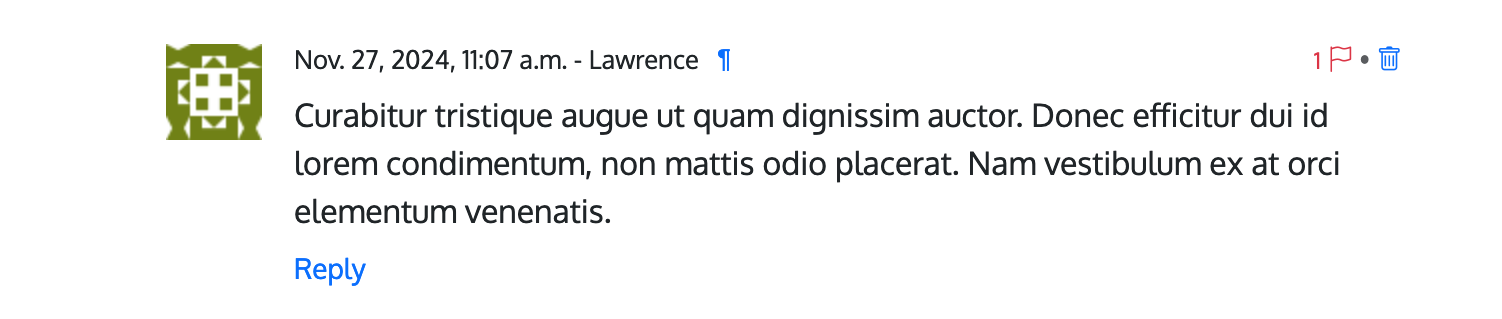 Nov. 27, 2024, 11:07 a.m. - Lawrence ¶ 1 •
Curabitur tristique augue ut quam dignissim auctor. Donec efficitur dui id
lorem condimentum, non mattis odio placerat. Nam vestibulum ex at orci
elementum venenatis.
Reply